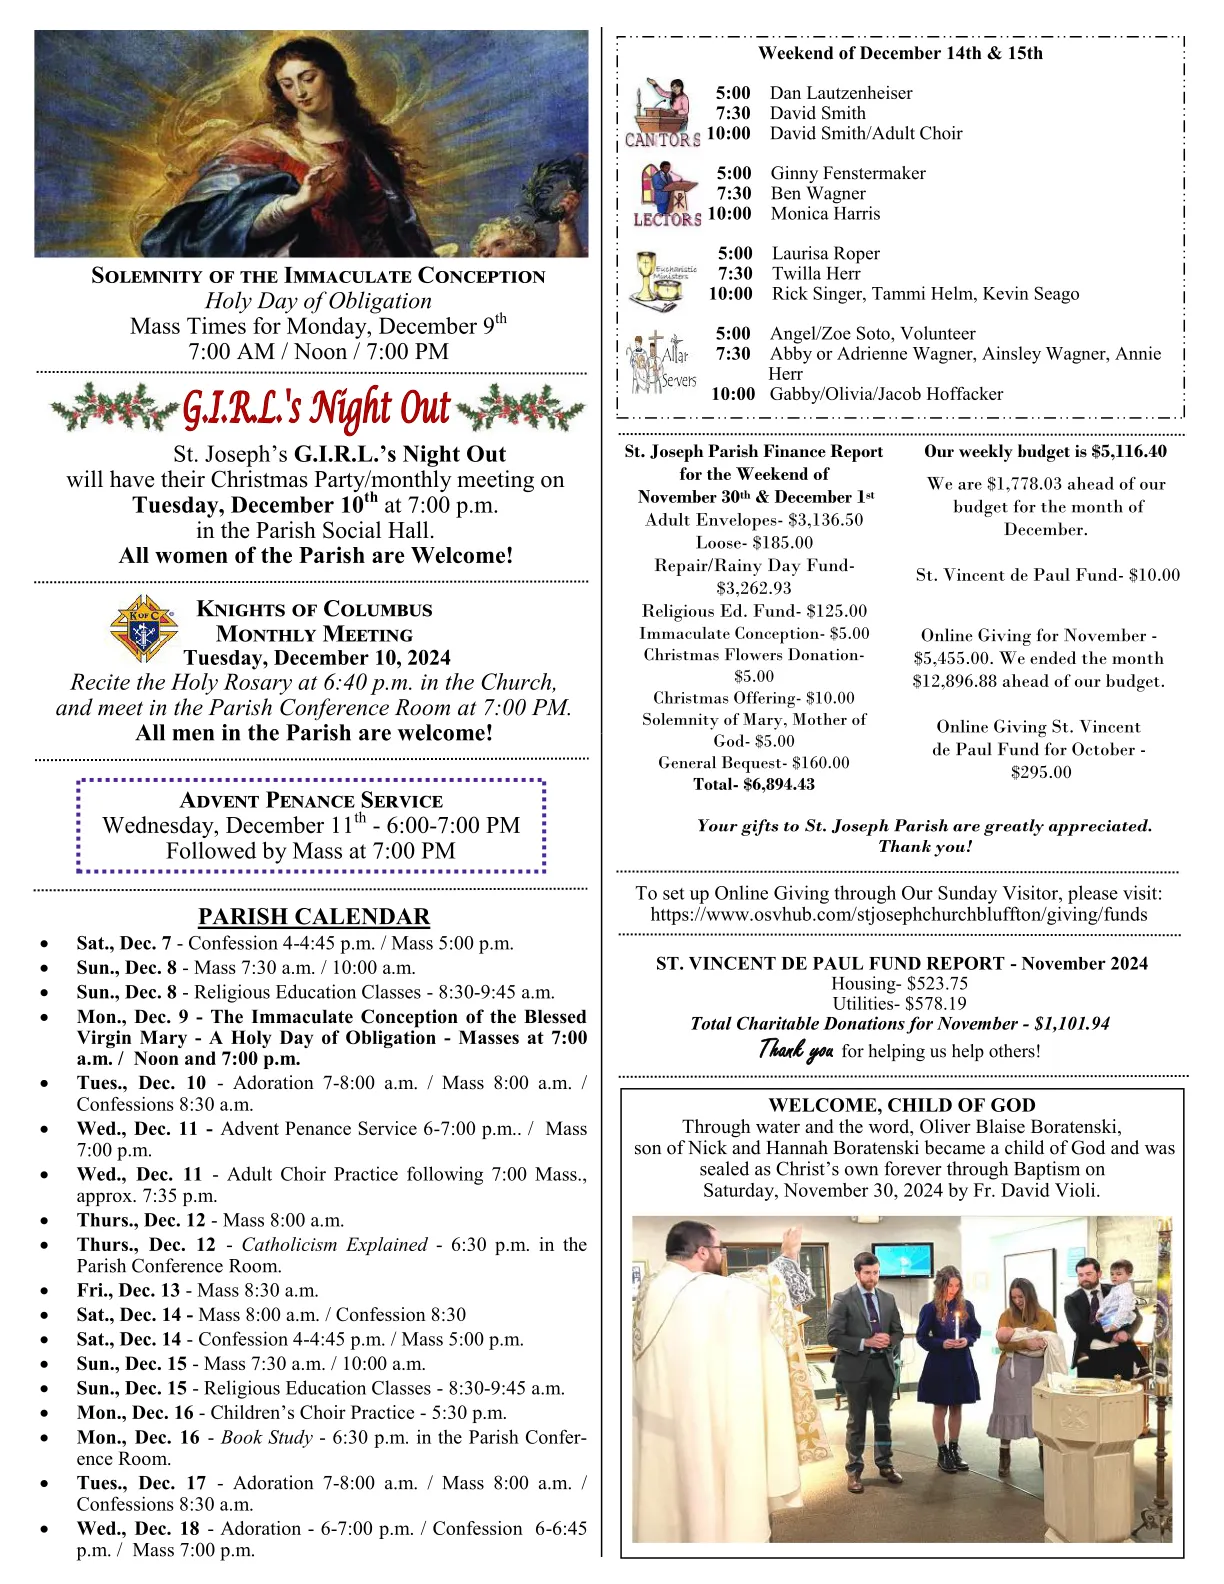 SOLEMNITY OF THE IMMACULATE CONCEPTION
Holy Day of Obligation
Mass Times for Monday, December 9th
7:00 AM / Noon / 7:00 PM
G.I.R.L.'s Night Out
St. Joseph's G.I.R.L.'s Night Out
will have their Christmas Party/monthly meeting on
Tuesday, December 10th at 7:00 p.m.
in the Parish Social Hall.
All women of the Parish are Welcome!
K OF C
KNIGHTS OF COLUMBUS
MONTHLY MEETING
Tuesday, December 10, 2024
Recite the Holy Rosary at 6:40 p.m. in the Church,
and meet in the Parish Conference Room at 7:00 PM.
All men in the Parish are welcome!
ADVENT PENANCE SERVICE
Wednesday, December 11th - 6:00-7:00 PM
Followed by Mass at 7:00 PM
PARISH CALENDAR
• Sat., Dec. 7 - Confession 4-4:45 p.m. / Mass 5:00 p.m.
• Sun., Dec. 8 - Mass 7:30 a.m. / 10:00 a.m.
• Sun., Dec. 8 - Religious Education Classes - 8:30-9:45 a.m.
• Mon., Dec. 9 - The Immaculate Conception of the Blessed
Virgin Mary - A Holy Day of Obligation - Masses at 7:00
a.m. / Noon and 7:00 p.m.
• Tues., Dec. 10 - Adoration 7-8:00 a.m. / Mass 8:00 a.m. /
Confessions 8:30 a.m.
• Wed., Dec. 11 - Advent Penance Service 6-7:00 p.m.. / Mass
7:00 p.m.
• Wed., Dec. 11 - Adult Choir Practice following 7:00 Mass.,
approx. 7:35 p.m.
• Thurs., Dec. 12 - Mass 8:00 a.m.
• Thurs., Dec. 12 - Catholicism Explained - 6:30 p.m. in the
Parish Conference Room.
• Fri., Dec. 13 - Mass 8:30 a.m.
• Sat., Dec. 14 - Mass 8:00 a.m. / Confession 8:30
• Sat., Dec. 14 - Confession 4-4:45 p.m. / Mass 5:00 p.m.
• Sun., Dec. 15 - Mass 7:30 a.m. / 10:00 a.m.
• Sun., Dec. 15 - Religious Education Classes - 8:30-9:45 a.m.
• Mon., Dec. 16 - Children's Choir Practice - 5:30 p.m.
• Mon., Dec. 16 - Book Study - 6:30 p.m. in the Parish Confer-
ence Room.
• Tues., Dec. 17 - Adoration 7-8:00 a.m. / Mass 8:00 a.m. /
Confessions 8:30 a.m.
• Wed., Dec. 18 - Adoration - 6-7:00 p.m. / Confession 6-6:45
p.m. / Mass 7:00 p.m.
Weekend of December 14th & 15th
CANTORS
5:00 Dan Lautzenheiser
7:30 David Smith
10:00 David Smith/Adult Choir
LECTORS
5:00 Ginny Fenstermaker
7:30 Ben Wagner
10:00 Monica Harris
Eucharistic
Ministers
5:00 Laurisa Roper
7:30 Twilla Herr
10:00 Rick Singer, Tammi Helm, Kevin Seago
Altar
Servers
5:00 Angel/Zoe Soto, Volunteer
7:30 Abby or Adrienne Wagner, Ainsley Wagner, Annie
Herr
10:00 Gabby/Olivia/Jacob Hoffacker
St. Joseph Parish Finance Report
for the Weekend of
November 30th & December 1st
Adult Envelopes- $3,136.50
Loose- $185.00
Repair/Rainy Day Fund-
$3,262.93
Religious Ed. Fund- $125.00
Immaculate Conception- $5.00
Christmas Flowers Donation-
$5.00
Christmas Offering- $10.00
Solemnity of Mary, Mother of
God- $5.00
General Bequest- $160.00
Total- $6,894.43
Our weekly budget is $5,116.40
We are $1,778.03 ahead of our
budget for the month of
December.
St. Vincent de Paul Fund- $10.00
Online Giving for November -
$5,455.00. We ended the month
$12,896.88 ahead of our budget.
Online Giving St. Vincent
de Paul Fund for October -
$295.00
Your gifts to St. Joseph Parish are greatly appreciated.
Thank you!
To set up Online Giving through Our Sunday Visitor, please visit:
https://www.osvhub.com/stjosephchurchbluffton/giving/funds
ST. VINCENT DE PAUL FUND REPORT - November 2024
Housing- $523.75
Utilities- $578.19
Total Charitable Donations for November - $1,101.94
Thank you for helping us help others!
WELCOME, CHILD OF GOD
Through water and the word, Oliver Blaise Boratenski,
son of Nick and Hannah Boratenski became a child of God and was
sealed as Christ's own forever through Baptism on
Saturday, November 30, 2024 by Fr. David Violi.